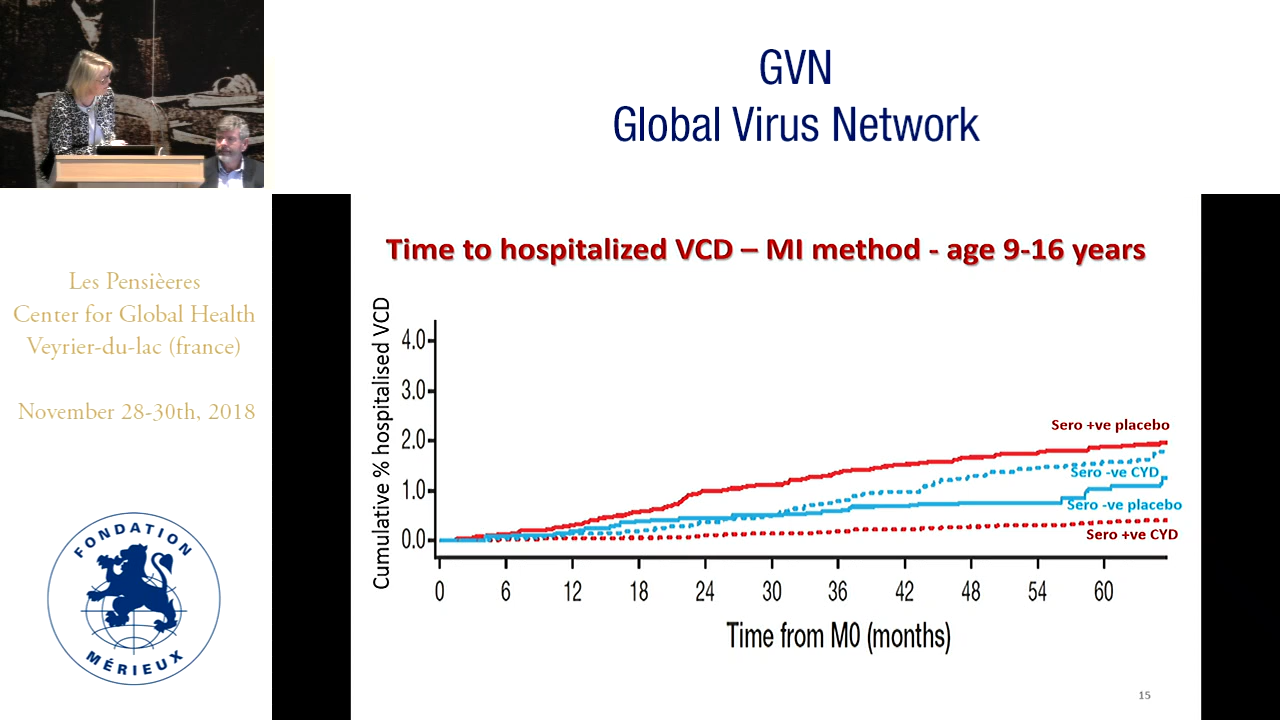 GVN
Global Virus Network
Les Pensièeres
Center for Global Health
Veyrier-du-lac (france)
November 28-30th, 2018
FONDATION
MÉRIEUX
Time to hospitalized VCD – MI method - age 9-16 years
Cumulative % hospitalised VCD
4.0
3.0
2.0
1.0
0.0
Sero +ve placebo
Sero -ve CYD
Sero -ve placebo
Sero +ve CYD
0 6 12 18 24 30 36 42 48 54 60
Time from M0 (months)
15